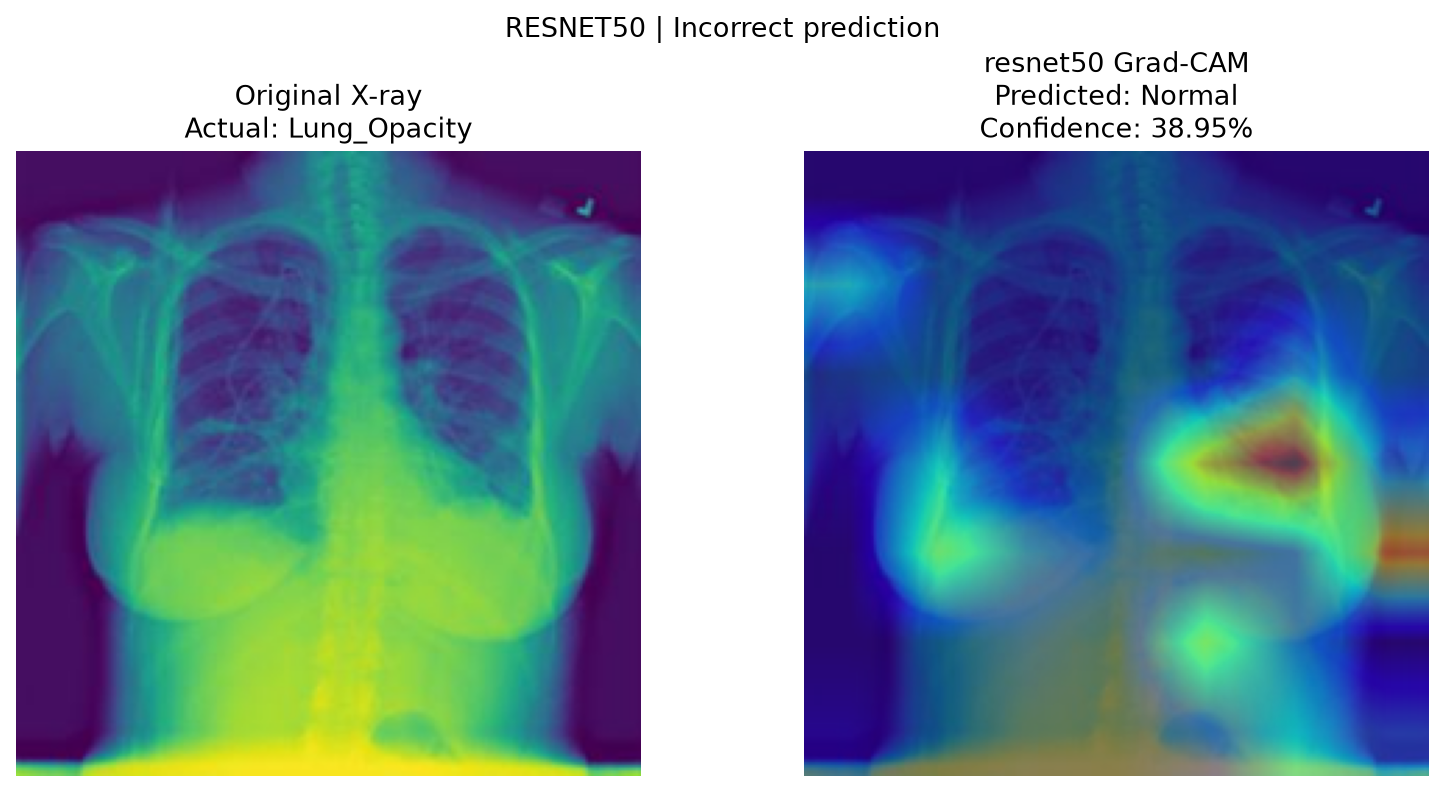 RESNET50 | Incorrect prediction
Original X-ray
Actual: Lung_Opacity
resnet50 Grad-CAM
Predicted: Normal
Confidence: 38.95%